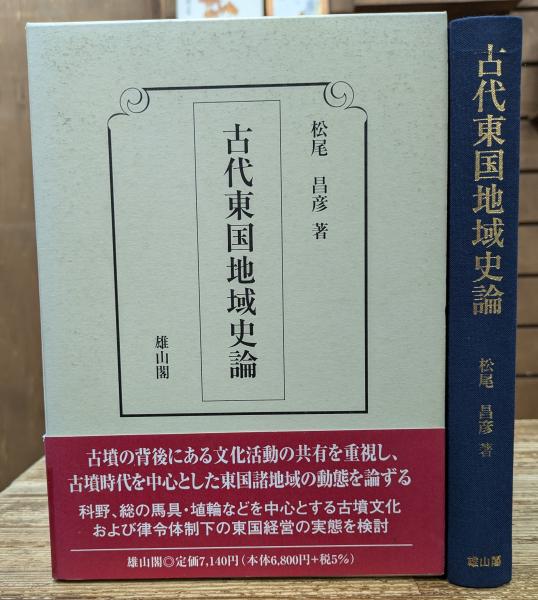 松尾 昌彦 著
古代東国地域史論
雄山閣
古墳の背後にある文化活動の共有を重視し、
古墳時代を中心とした東国諸地域の動態を論ずる
科野、総の馬具・埴輪などを中心とする古墳文化
および律令体制下の東国経営の実態を検討
雄山閣◎定価7,140円(本体6,800円+税5%)
古代東国地域史論
松尾 昌彦 著
雄山閣